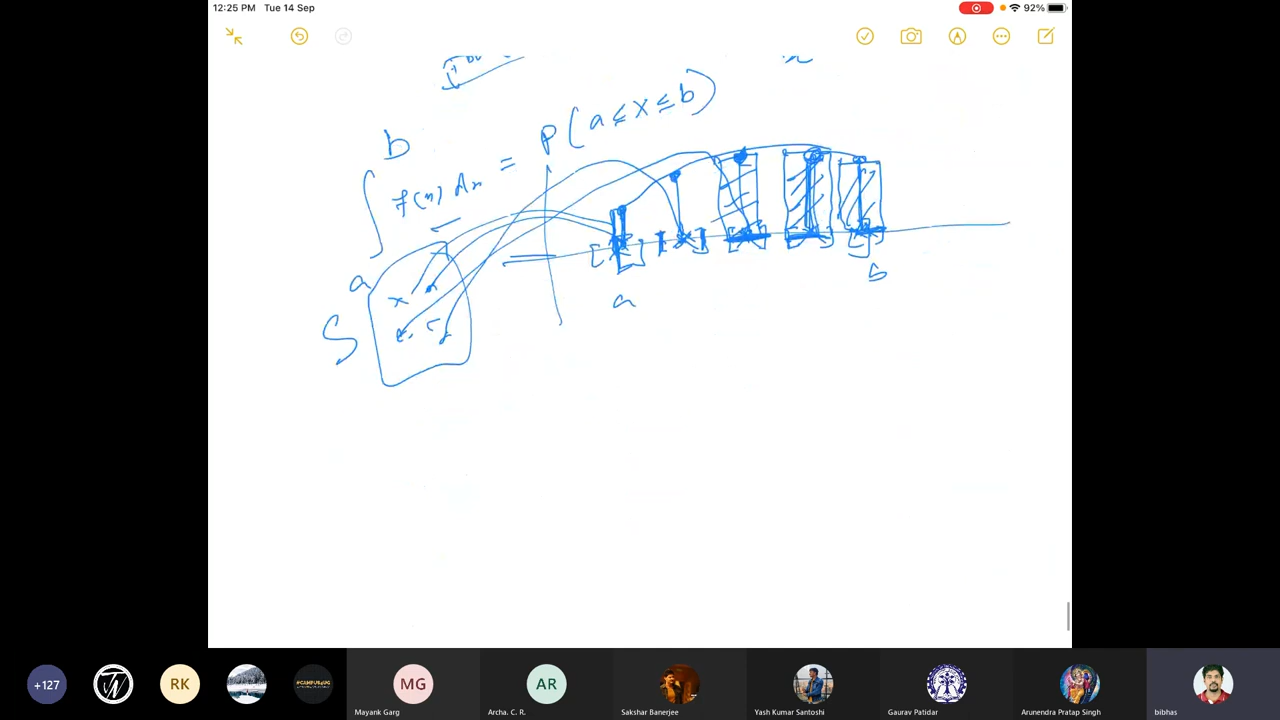 12:25 PM Tue 14 Sep
92%
b
∫ f(x) dx = P(a ≤ X ≤ b)
a
S
x
a
b
+127
RK
MG
AR
Mayank Garg
Archa. C. R.
Sakshar Banerjee
Yash Kumar Santoshi
Gaurav Patidar
Arunendra Pratap Singh
bibhas